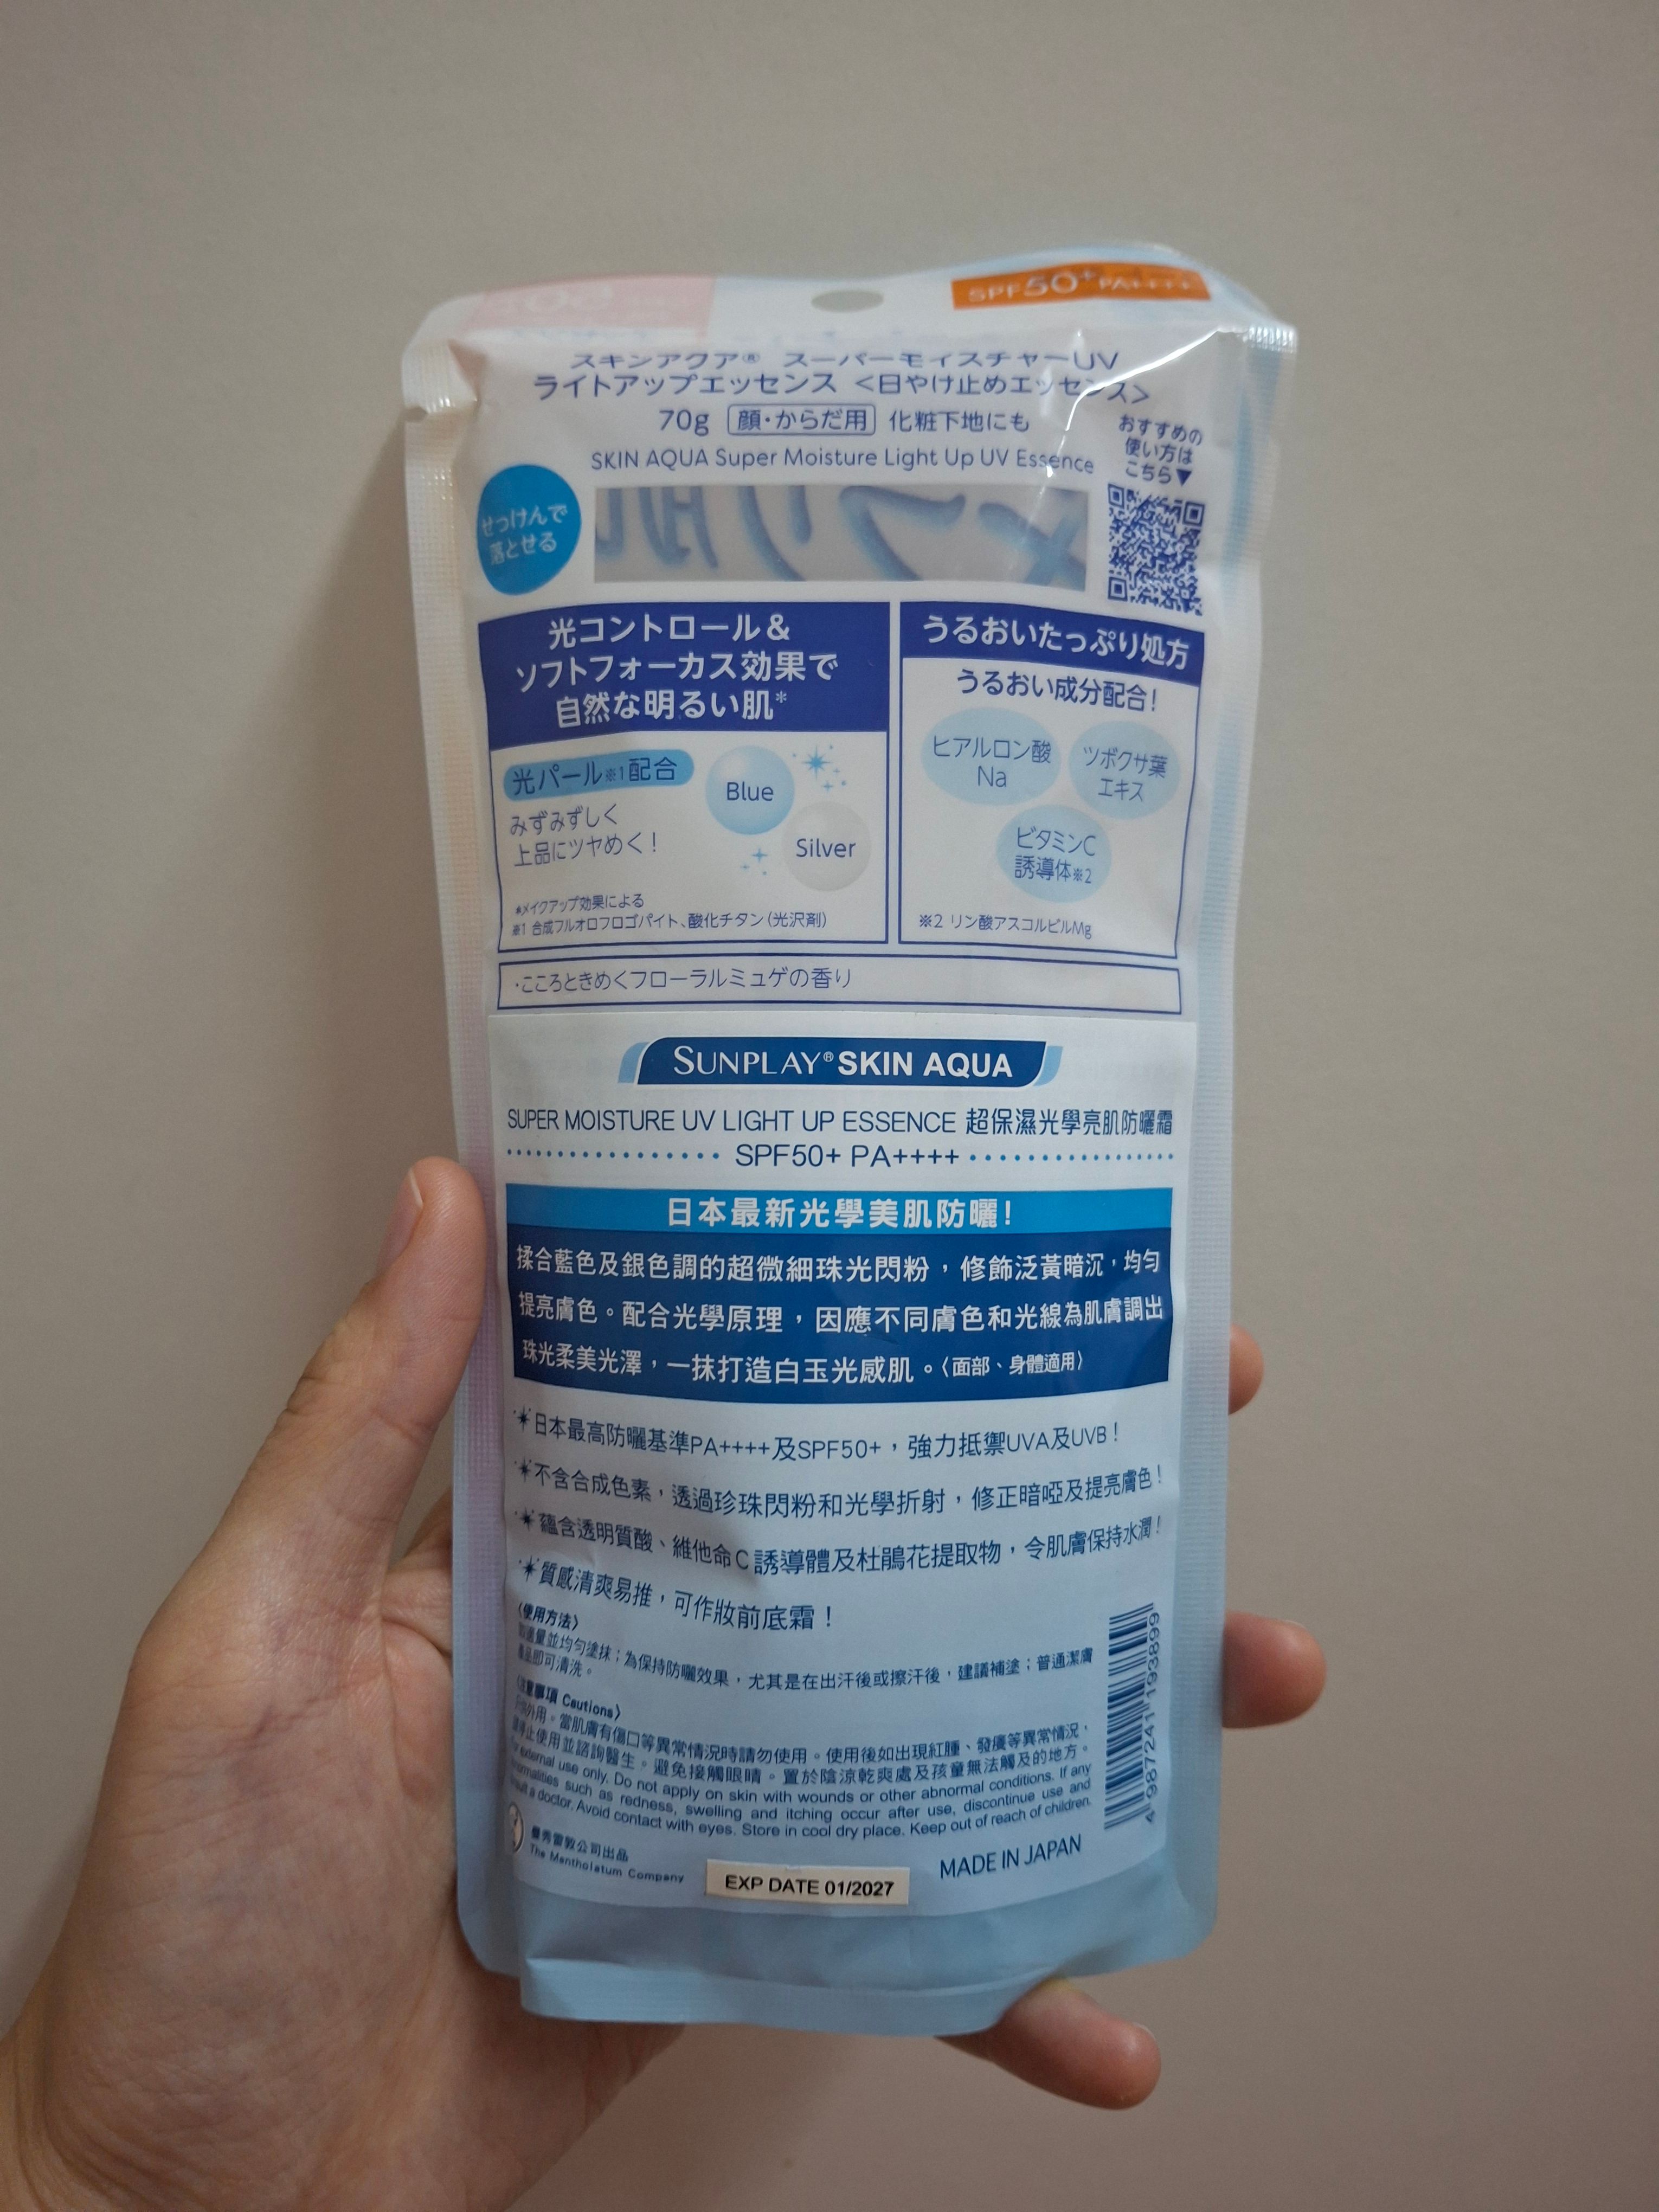 SPF50+ PA++++
スキンアクア® スーパーモイスチャーUV
ライトアップエッセンス <日やけ止めエッセンス>
70g 顔・からだ用 化粧下地にも
SKIN AQUA Super Moisture Light Up UV Essence
おすすめの
使い方は
こちら▼
せっけんで
落とせる
光コントロール&
ソフトフォーカス効果で
自然な明るい肌*
光パール※1配合
みずみずしく
上品にツヤめく!
Blue
Silver
*メイクアップ効果による
※1 合成フルオロフロゴパイト、酸化チタン(光沢剤)
うるおいたっぷり処方
うるおい成分配合!
ヒアルロン酸
Na
ツボクサ葉
エキス
ビタミンC
誘導体※2
※2 リン酸アスコルビルMg
・こころときめくフローラルミュゲの香り
SUNPLAY® SKIN AQUA
SUPER MOISTURE UV LIGHT UP ESSENCE 超保濕光學亮肌防曬霜
SPF50+ PA++++
日本最新光學美肌防曬!
揉合藍色及銀色調的超微細珠光閃粉,修飾泛黃暗沉,均勻
提亮膚色。配合光學原理,因應不同膚色和光線為肌膚調出
珠光柔美光澤,一抹打造白玉光感肌。〈面部、身體適用〉
日本最高防曬基準PA++++及SPF50+,強力抵禦UVA及UVB!
不含合成色素,透過珍珠閃粉和光學折射,修正暗啞及提亮膚色!
蘊含透明質酸、維他命C誘導體及杜鵑花提取物,令肌膚保持水潤!
質感清爽易推,可作妝前底霜!
〈使用方法〉
適量並均勻塗抹;為保持防曬效果,尤其是在出汗後或擦汗後,建議補塗;普通潔膚
產品即可清洗。
〈注意事項 Cautions〉
外用。當肌膚有傷口等異常情況時請勿使用。使用後如出現紅腫、發癢等異常情況,
停止使用並諮詢醫生。避免接觸眼睛。置於陰涼乾爽處及孩童無法觸及的地方。
external use only. Do not apply on skin with wounds or other abnormal conditions. If any
such as redness, swelling and itching occur after use, discontinue use and
a doctor. Avoid contact with eyes. Store in cool dry place. Keep out of reach of children.
4 987241 193899
曼秀雷敦公司出品
The Mentholatum Company
EXP DATE 01/2027
MADE IN JAPAN